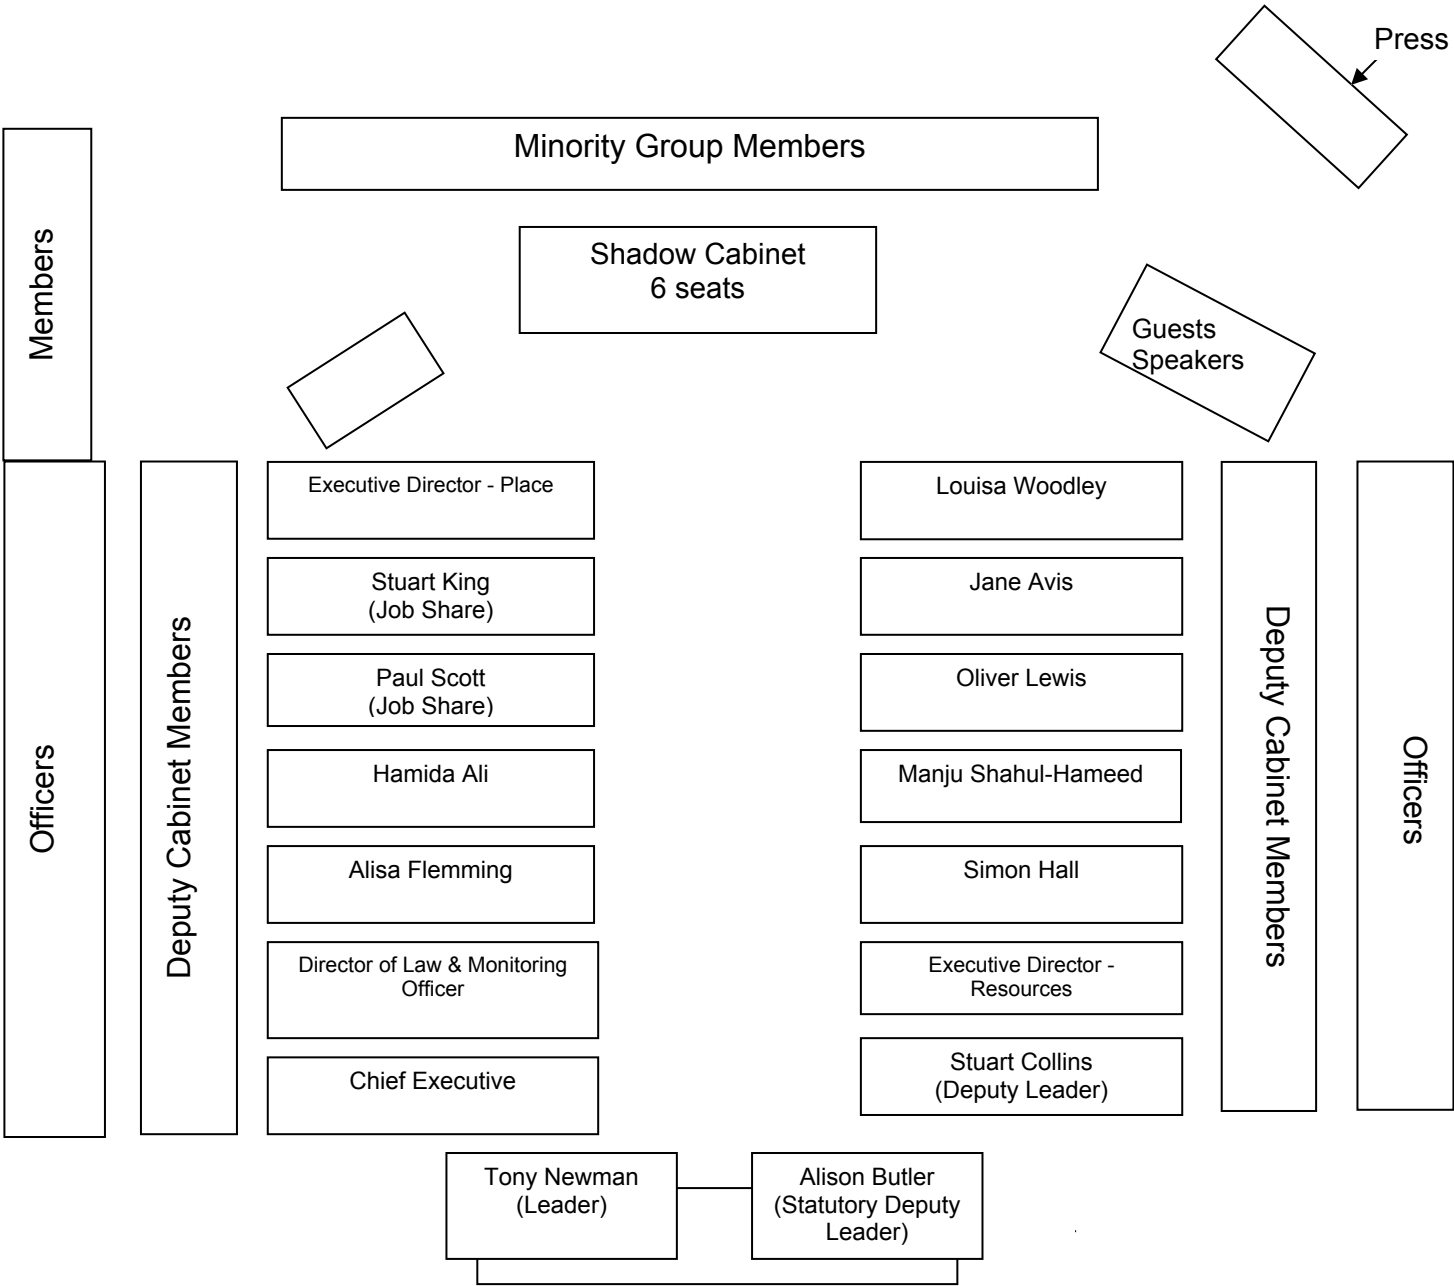 Press
Minority Group Members
Members
Shadow Cabinet
6 seats
Guests
Speakers
Officers
Deputy Cabinet Members
Executive Director - Place
Stuart King
(Job Share)
Paul Scott
(Job Share)
Hamida Ali
Alisa Flemming
Director of Law & Monitoring
Officer
Chief Executive
Louisa Woodley
Jane Avis
Oliver Lewis
Manju Shahul-Hameed
Simon Hall
Executive Director -
Resources
Stuart Collins
(Deputy Leader)
Deputy Cabinet Members
Officers
Tony Newman
(Leader)
Alison Butler
(Statutory Deputy
Leader)